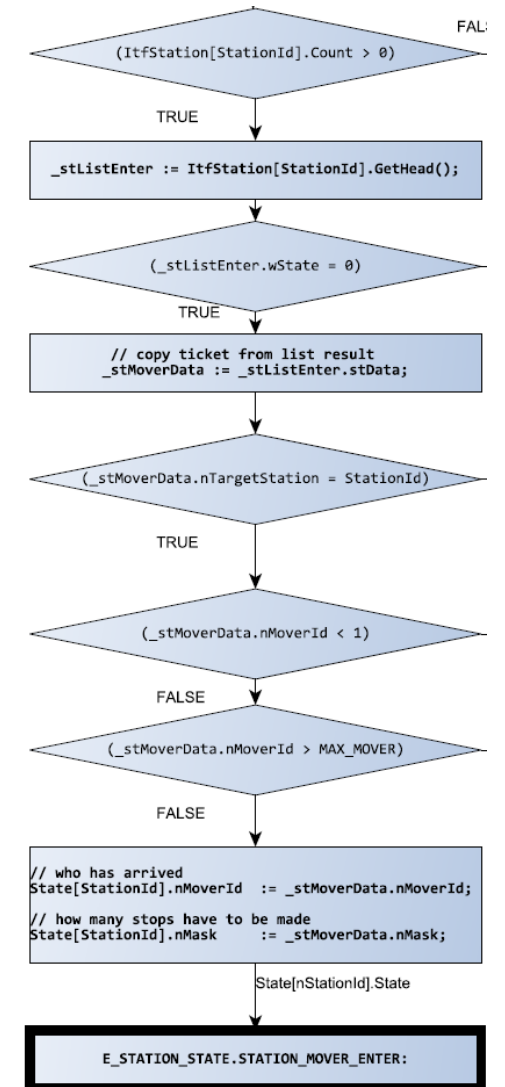 FALS
(ItfStation[StationId].Count > 0)
TRUE
_stListEnter := ItfStation[StationId].GetHead();
(_stListEnter.wState = 0)
TRUE
// copy ticket from list result
_stMoverData := _stListEnter.stData;
(_stMoverData.nTargetStation = StationId)
TRUE
(_stMoverData.nMoverId < 1)
FALSE
(_stMoverData.nMoverId > MAX_MOVER)
FALSE
// who has arrived
State[StationId].nMoverId := _stMoverData.nMoverId;
// how many stops have to be made
State[StationId].nMask := _stMoverData.nMask;
State[nStationId].State
E_STATION_STATE.STATION_MOVER_ENTER: